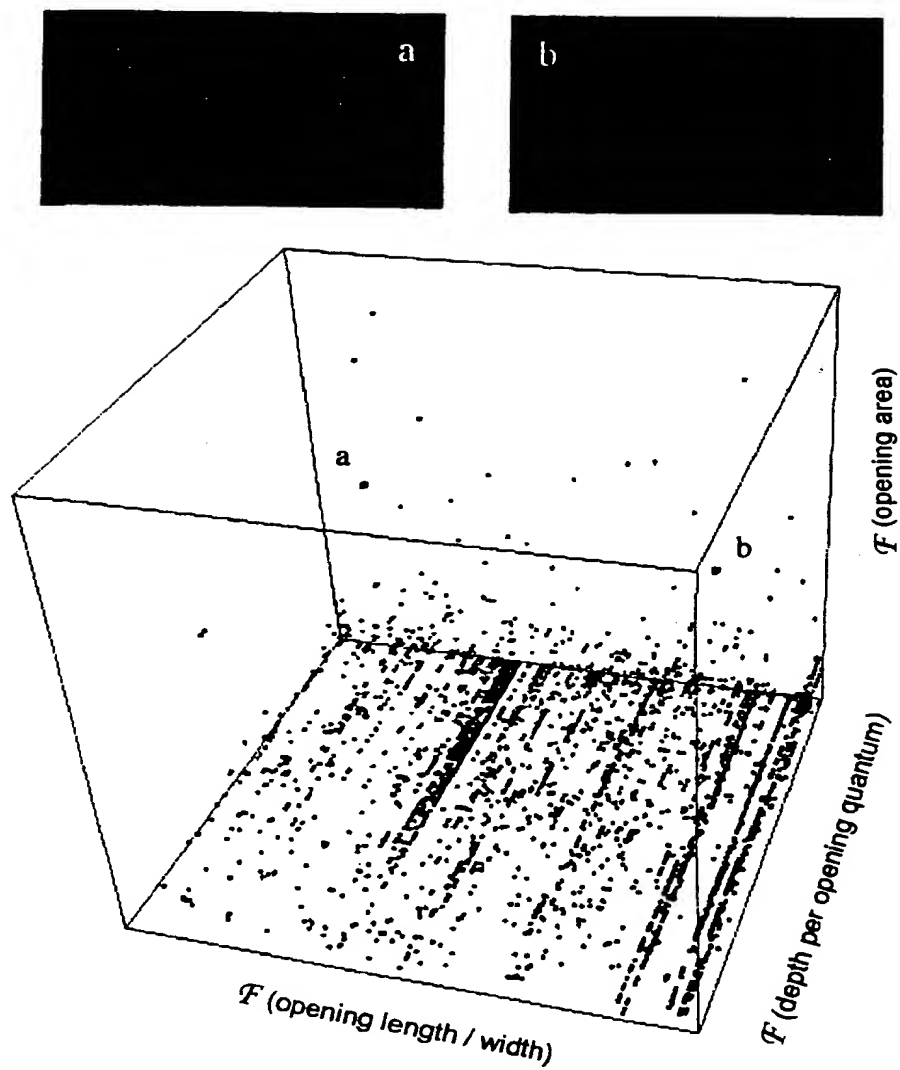 a
b
a
b
ℱ (opening area)
ℱ (depth per opening quantum)
ℱ (opening length / width)